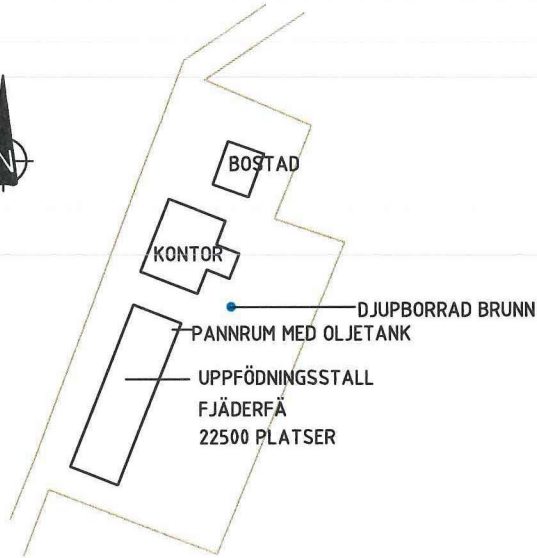 N
BOSTAD
KONTOR
DJUPBORRAD BRUNN
PANNRUM MED OLJETANK
UPPFÖDNINGSSTALL
FJÄDERFÄ
22500 PLATSER